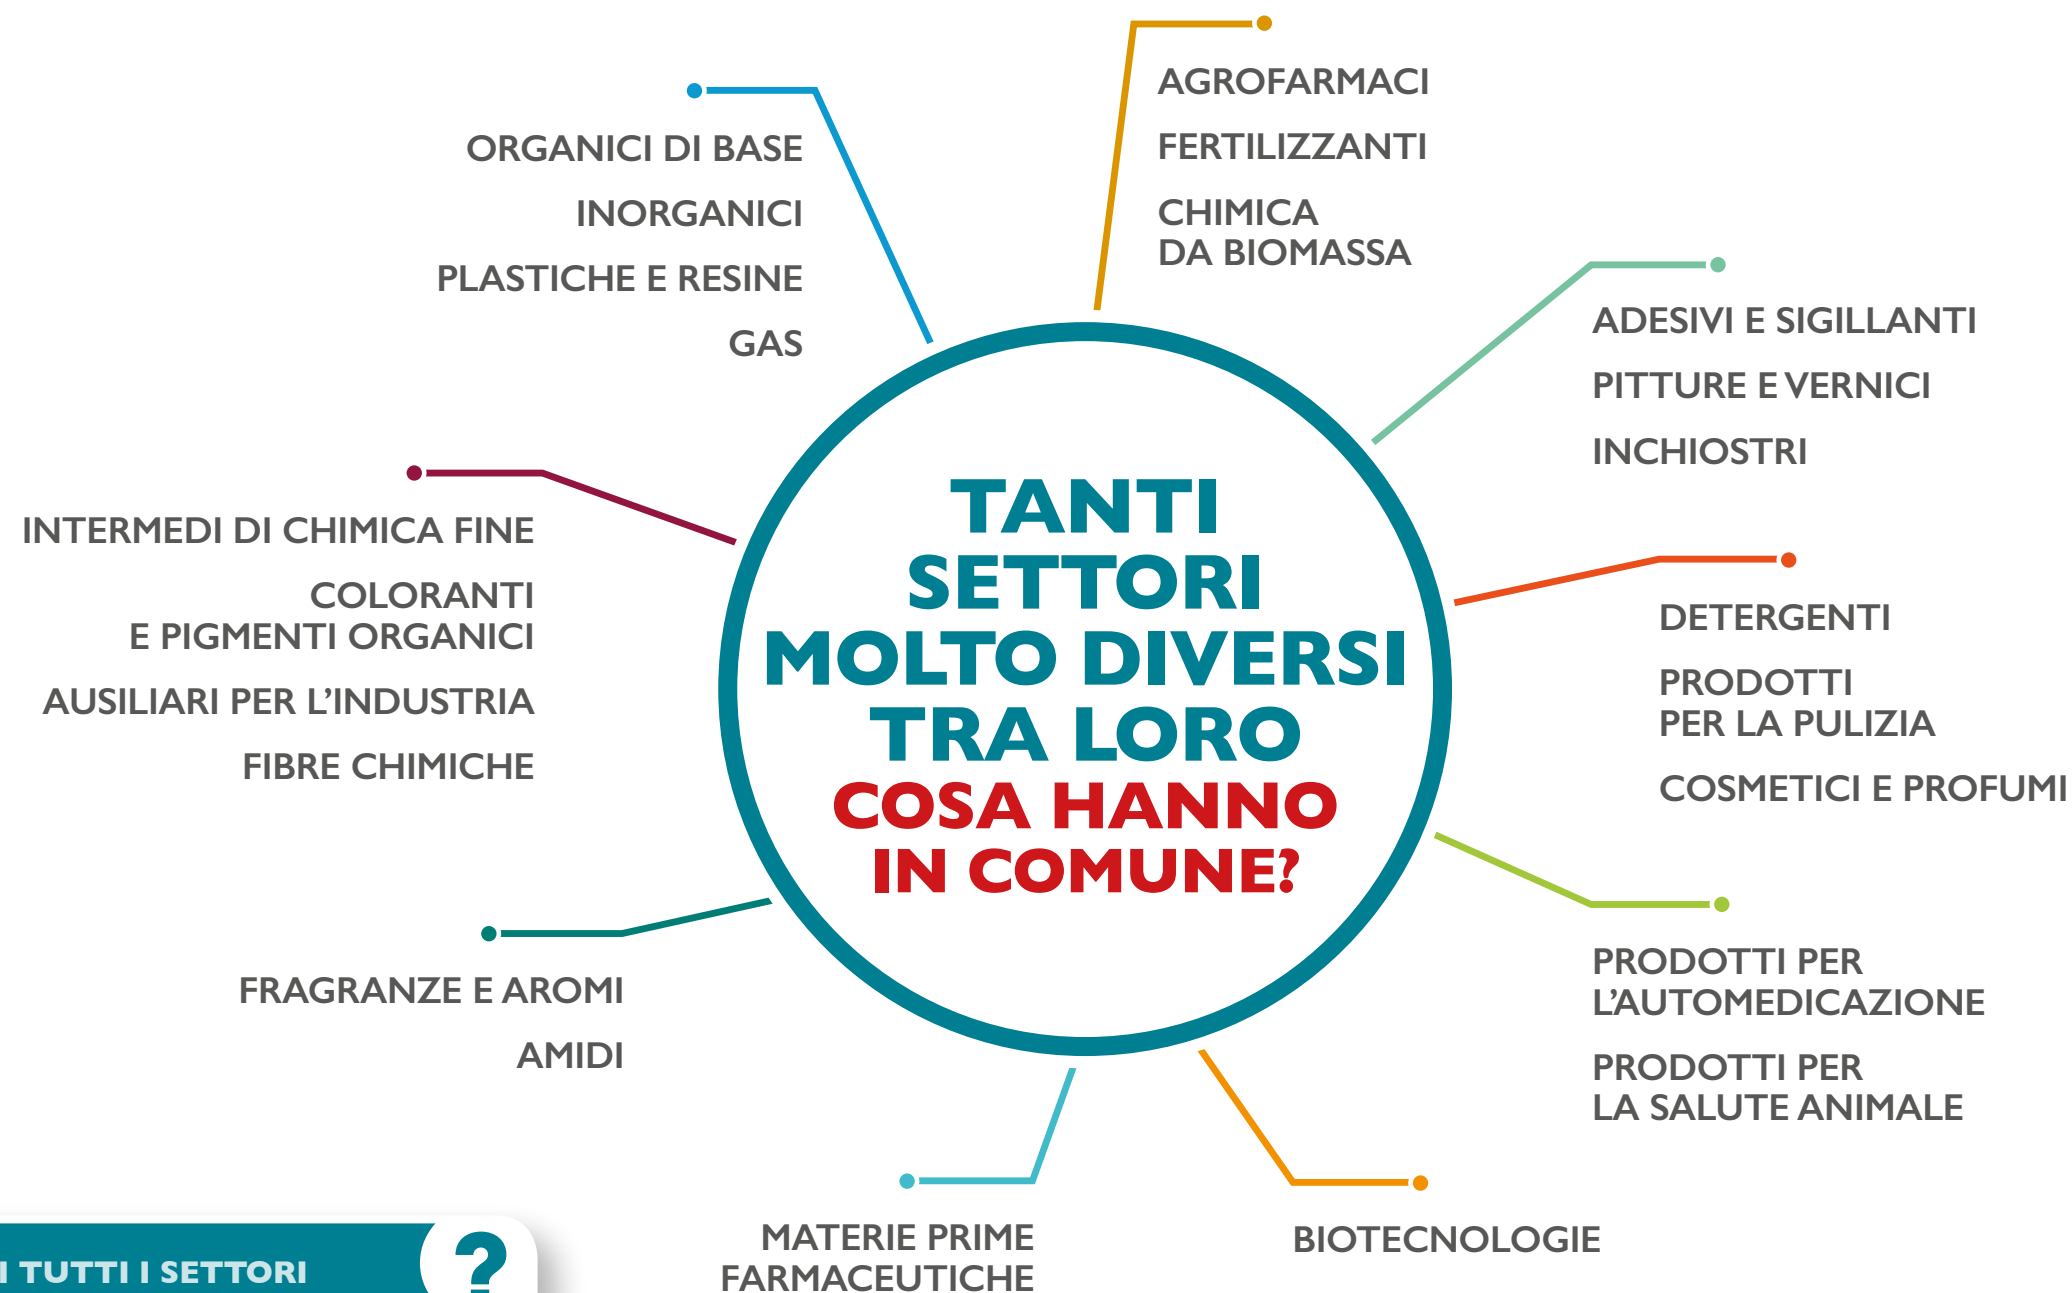 AGROFARMACI
FERTILIZZANTI
CHIMICA
DA BIOMASSA
ORGANICI DI BASE
INORGANICI
PLASTICHE E RESINE
GAS
ADESIVI E SIGILLANTI
PITTURE E VERNICI
INCHIOSTRI
INTERMEDI DI CHIMICA FINE
COLORANTI
E PIGMENTI ORGANICI
AUSILIARI PER L'INDUSTRIA
FIBRE CHIMICHE
TANTI
SETTORI
MOLTO DIVERSI
TRA LORO
COSA HANNO
IN COMUNE?
DETERGENTI
PRODOTTI
PER LA PULIZIA
COSMETICI E PROFUMI
FRAGRANZE E AROMI
AMIDI
PRODOTTI PER
L'AUTOMEDICAZIONE
PRODOTTI PER
LA SALUTE ANIMALE
MATERIE PRIME
FARMACEUTICHE
BIOTECNOLOGIE
I TUTTI I SETTORI
?